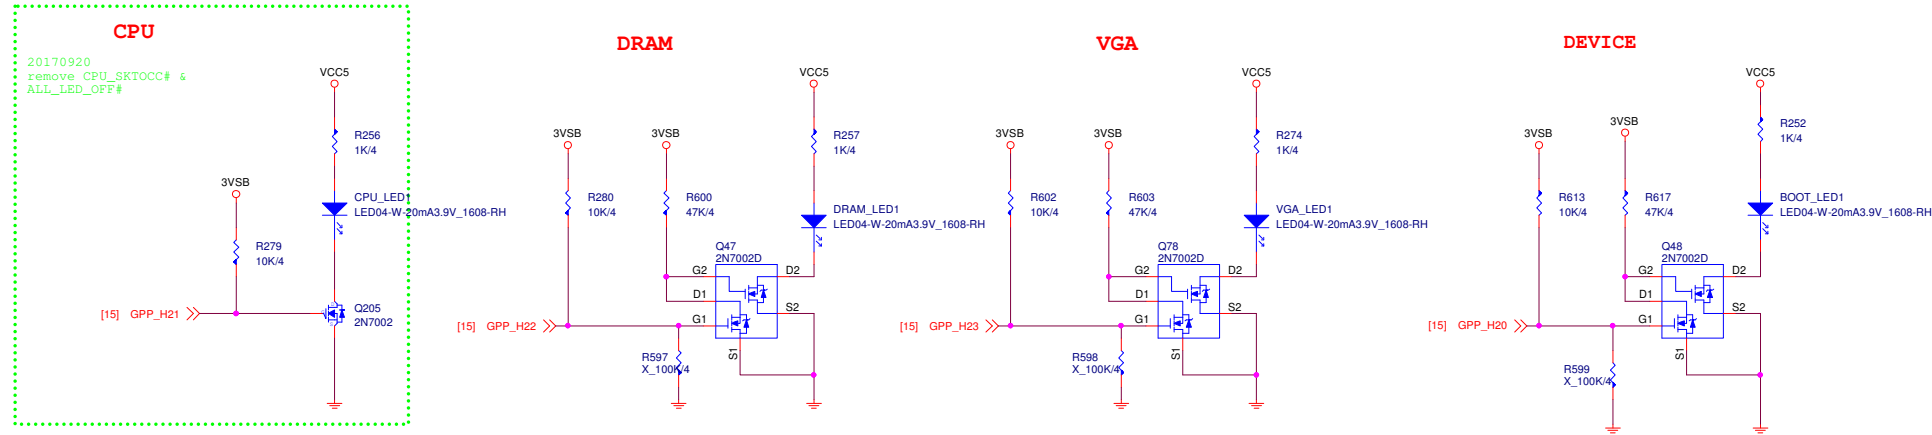 CPU
20170920
remove CPU_SKTOCC# &
ALL_LED_OFF#
VCC5
R256
1K/4
3VSB
CPU_LED1
LED04-W-20mA3.9V_1608-RH
R279
10K/4
[15] GPP_H21
Q205
2N7002
DRAM
VCC5
3VSB
3VSB
R257
1K/4
R280
10K/4
R600
47K/4
DRAM_LED1
LED04-W-20mA3.9V_1608-RH
Q47
2N7002D
G2
D2
D1
S2
[15] GPP_H22
G1
S1
R597
X_100K/4
VGA
VCC5
3VSB
3VSB
R274
1K/4
R602
10K/4
R603
47K/4
VGA_LED1
LED04-W-20mA3.9V_1608-RH
Q78
2N7002D
G2
D2
D1
S2
[15] GPP_H23
G1
S1
R598
X_100K/4
DEVICE
VCC5
3VSB
3VSB
R252
1K/4
R613
10K/4
R617
47K/4
BOOT_LED1
LED04-W-20mA3.9V_1608-RH
Q48
2N7002D
G2
D2
D1
S2
[15] GPP_H20
G1
S1
R599
X_100K/4